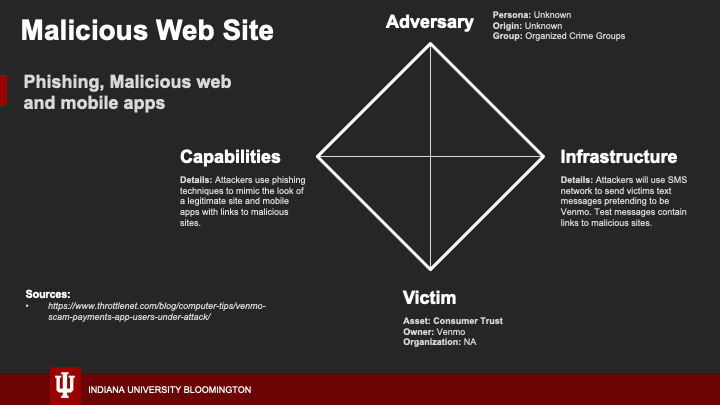 Malicious Web Site
Phishing, Malicious web
and mobile apps
Adversary
Persona: Unknown
Origin: Unknown
Group: Organized Crime Groups
Capabilities
Details: Attackers use phishing
techniques to mimic the look of
a legitimate site and mobile
apps with links to malicious
sites.
Infrastructure
Details: Attackers will use SMS
network to send victims text
messages pretending to be
Venmo. Test messages contain
links to malicious sites.
Victim
Asset: Consumer Trust
Owner: Venmo
Organization: NA
Sources:
• https://www.throttlenet.com/blog/computer-tips/venmo-
scam-payments-app-users-under-attack/
INDIANA UNIVERSITY BLOOMINGTON